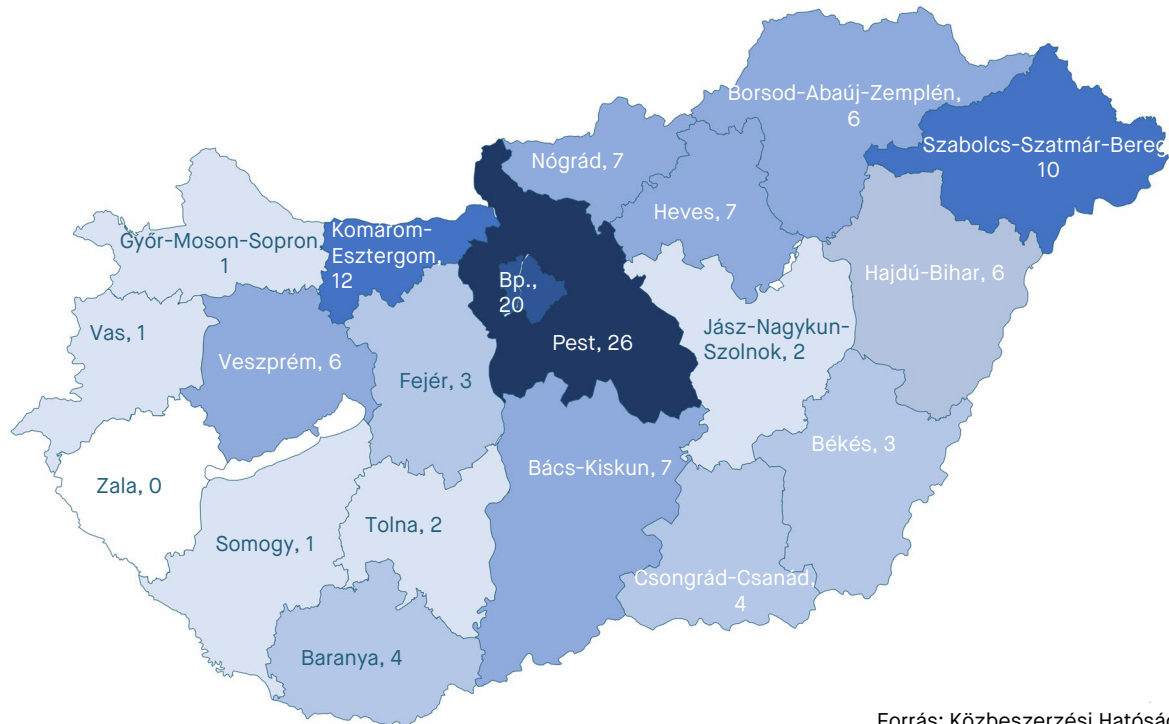 Borsod-Abaúj-Zemplén,
6
Szabolcs-Szatmár-Bereg
10
Nógrád, 7
Heves, 7
Komárom-
Esztergom,
12
Győr-Moson-Sopron,
1
Hajdú-Bihar, 6
Bp.,
20
Vas, 1
Jász-Nagykun-
Szolnok, 2
Pest, 26
Veszprém, 6
Fejér, 3
Békés, 3
Bács-Kiskun, 7
Zala, 0
Tolna, 2
Somogy, 1
Csongrád-Csanád,
4
Baranya, 4
Forrás: Közbeszerzési Hatóság